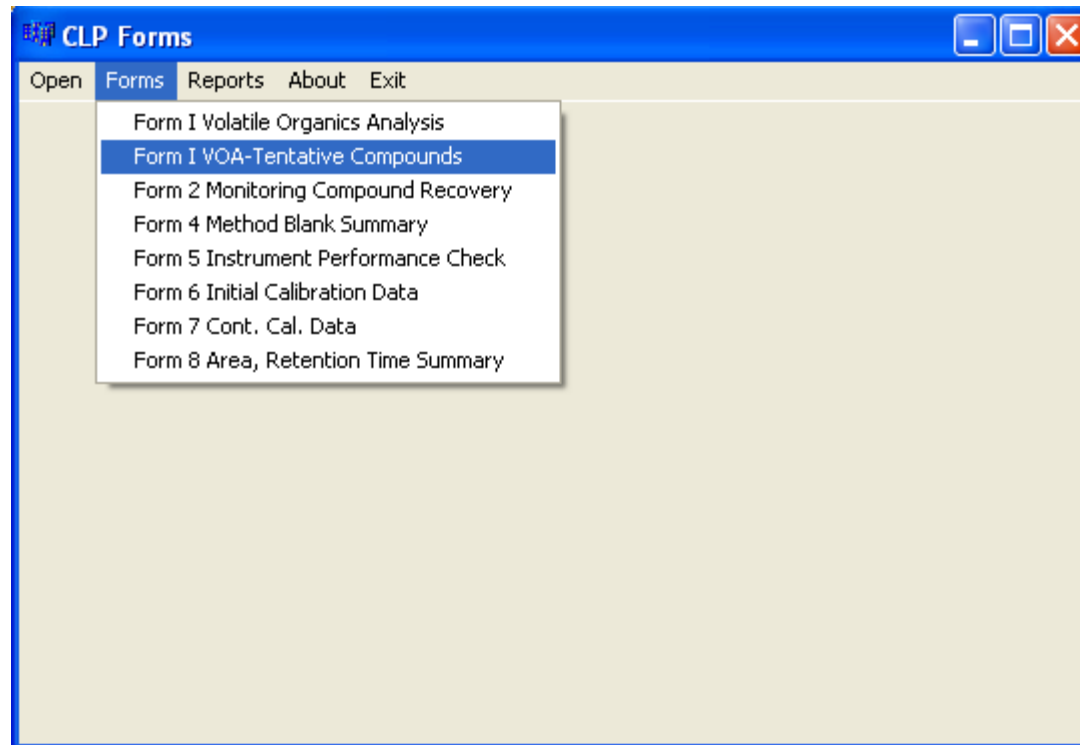 CLP Forms
Open Forms Reports About Exit
Form I Volatile Organics Analysis
Form I VOA-Tentative Compounds
Form 2 Monitoring Compound Recovery
Form 4 Method Blank Summary
Form 5 Instrument Performance Check
Form 6 Initial Calibration Data
Form 7 Cont. Cal. Data
Form 8 Area, Retention Time Summary